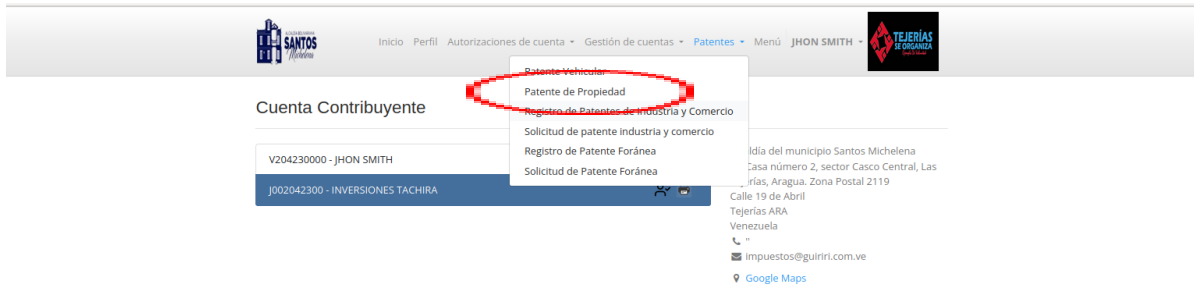 SANTOS
Michelena
Inicio Perfil Autorizaciones de cuenta Gestión de cuentas Patentes Menú JHON SMITH
TEJERÍAS
SE ORGANIZA
Patente Vehicular
Patente de Propiedad
Registro de Patentes de Industria y Comercio
Solicitud de patente industria y comercio
Registro de Patente Foránea
Solicitud de Patente Foránea
Cuenta Contribuyente
V204230000 - JHON SMITH
J002042300 - INVERSIONES TACHIRA
ldía del municipio Santos Michelena
Casa número 2, sector Casco Central, Las
rías, Aragua. Zona Postal 2119
Calle 19 de Abril
Tejerías ARA
Venezuela
"
impuestos@guiriri.com.ve
Google Maps